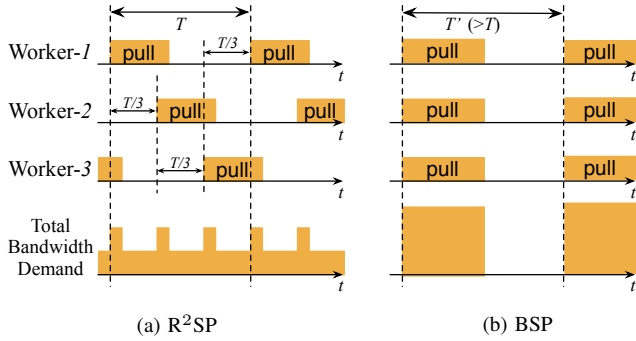 T
T' (>T)
Worker-1
pull
T/3
pull
pull
pull
t
t
Worker-2
T/3
pull
pull
pull
pull
t
t
Worker-3
T/3
pull
pull
pull
t
t
Total
Bandwidth
Demand
t
t
(a) R²SP
(b) BSP